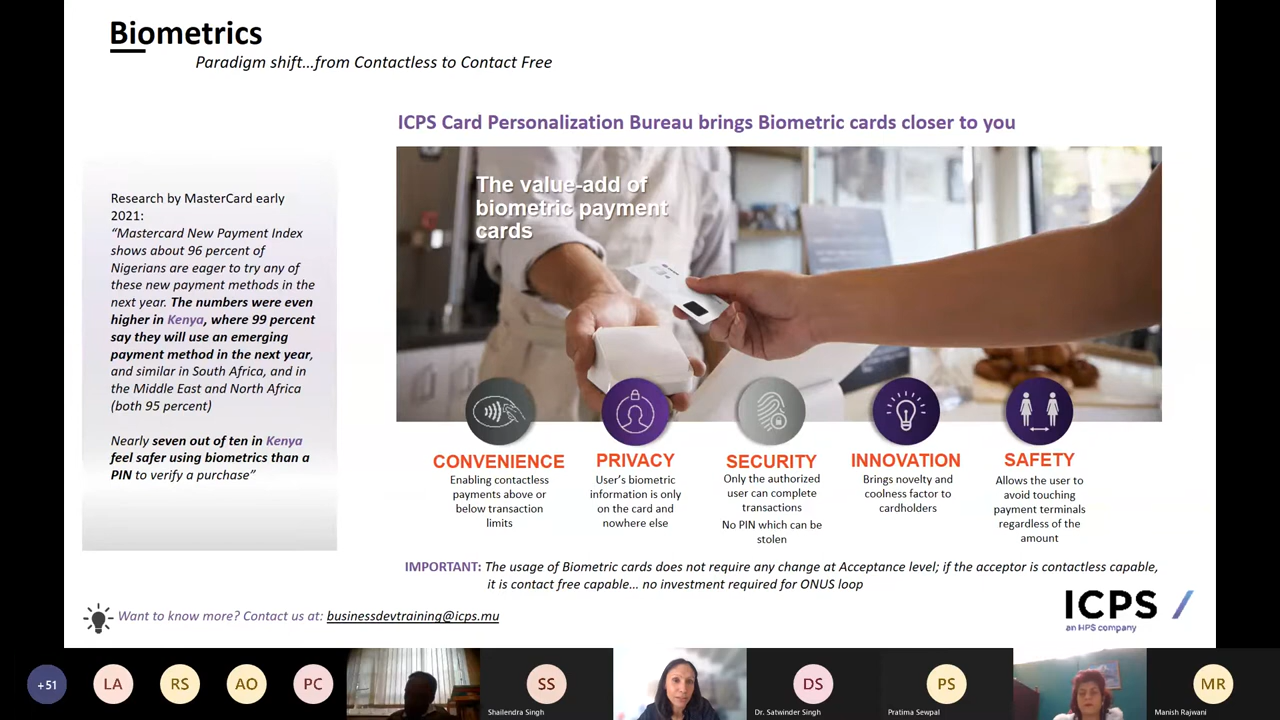 Biometrics
Paradigm shift...from Contactless to Contact Free
ICPS Card Personalization Bureau brings Biometric cards closer to you
Research by MasterCard early
2021:
“Mastercard New Payment Index
shows about 96 percent of
Nigerians are eager to try any of
these new payment methods in the
next year. The numbers were even
higher in Kenya, where 99 percent
say they will use an emerging
payment method in the next year,
and similar in South Africa, and in
the Middle East and North Africa
(both 95 percent)
Nearly seven out of ten in Kenya
feel safer using biometrics than a
PIN to verify a purchase”
The value-add of
biometric payment
cards
CONVENIENCE
Enabling contactless
payments above or
below transaction
limits
PRIVACY
User's biometric
information is only
on the card and
nowhere else
SECURITY
Only the authorized
user can complete
transactions
No PIN which can be
stolen
INNOVATION
Brings novelty and
coolness factor to
cardholders
SAFETY
Allows the user to
avoid touching
payment terminals
regardless of the
amount
IMPORTANT: The usage of Biometric cards does not require any change at Acceptance level; if the acceptor is contactless capable,
it is contact free capable... no investment required for ONUS loop
Want to know more? Contact us at: businessdevtraining@icps.mu
ICPS
an HPS company
+51
LA
RS
AO
PC
SS
Shailendra Singh
DS
Dr. Satwinder Singh
PS
Pratima Sewpal
MR
Manish Rajwani